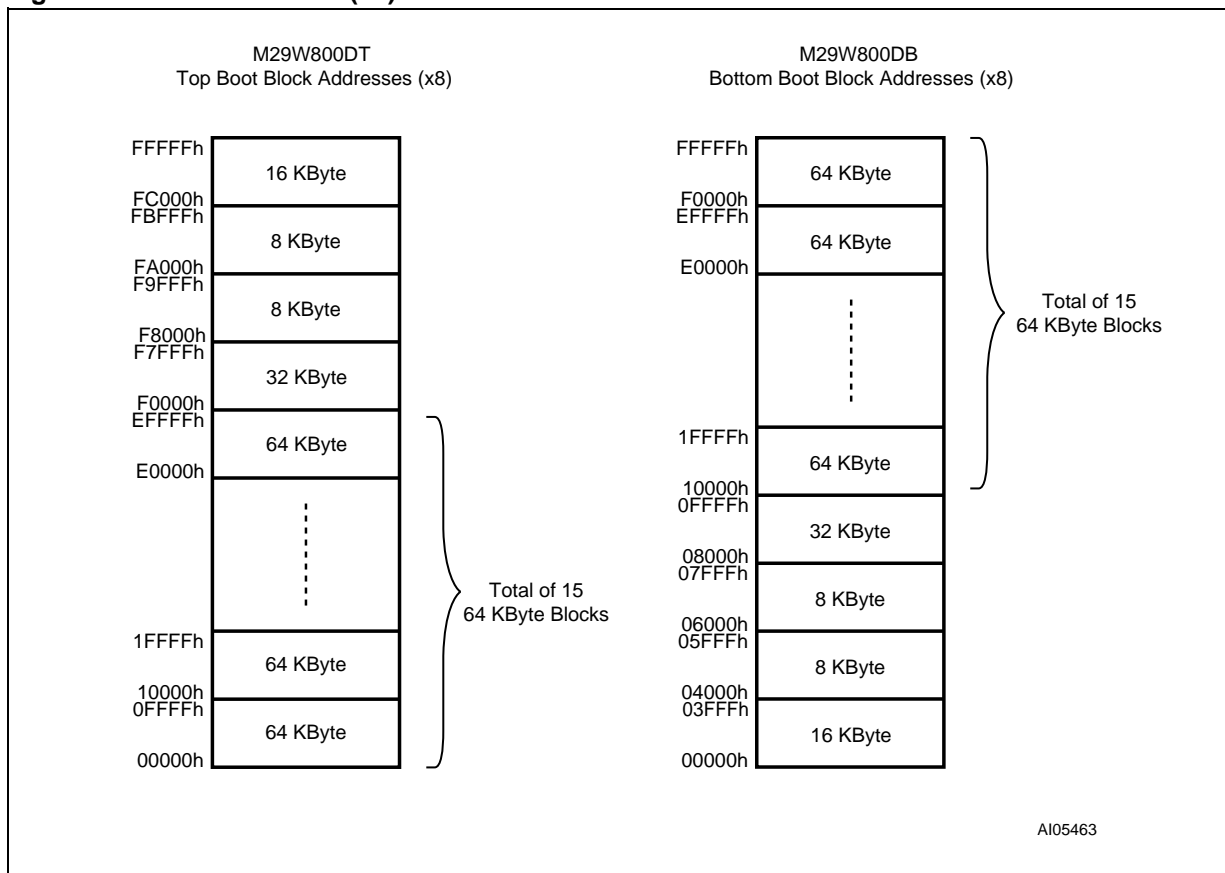 M29W800DT
Top Boot Block Addresses (x8)
FFFFFh
16 KByte
FC000h
FBFFFh
8 KByte
FA000h
F9FFFh
8 KByte
F8000h
F7FFFh
32 KByte
F0000h
EFFFFh
64 KByte
E0000h
Total of 15
64 KByte Blocks
1FFFFh
64 KByte
10000h
0FFFFh
64 KByte
00000h
M29W800DB
Bottom Boot Block Addresses (x8)
FFFFFh
64 KByte
F0000h
EFFFFh
64 KByte
E0000h
Total of 15
64 KByte Blocks
1FFFFh
64 KByte
10000h
0FFFFh
32 KByte
08000h
07FFFh
8 KByte
06000h
05FFFh
8 KByte
04000h
03FFFh
16 KByte
00000h
AI05463